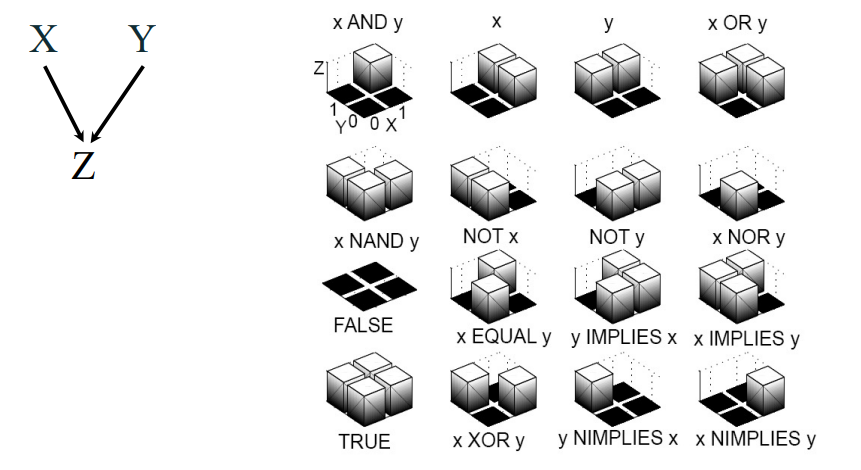 X Y
Z
x AND y x y x OR y
Z
1 Y 0 0 X 1
x NAND y NOT x NOT y x NOR y
FALSE x EQUAL y y IMPLIES x x IMPLIES y
TRUE x XOR y y NIMPLIES x x NIMPLIES y